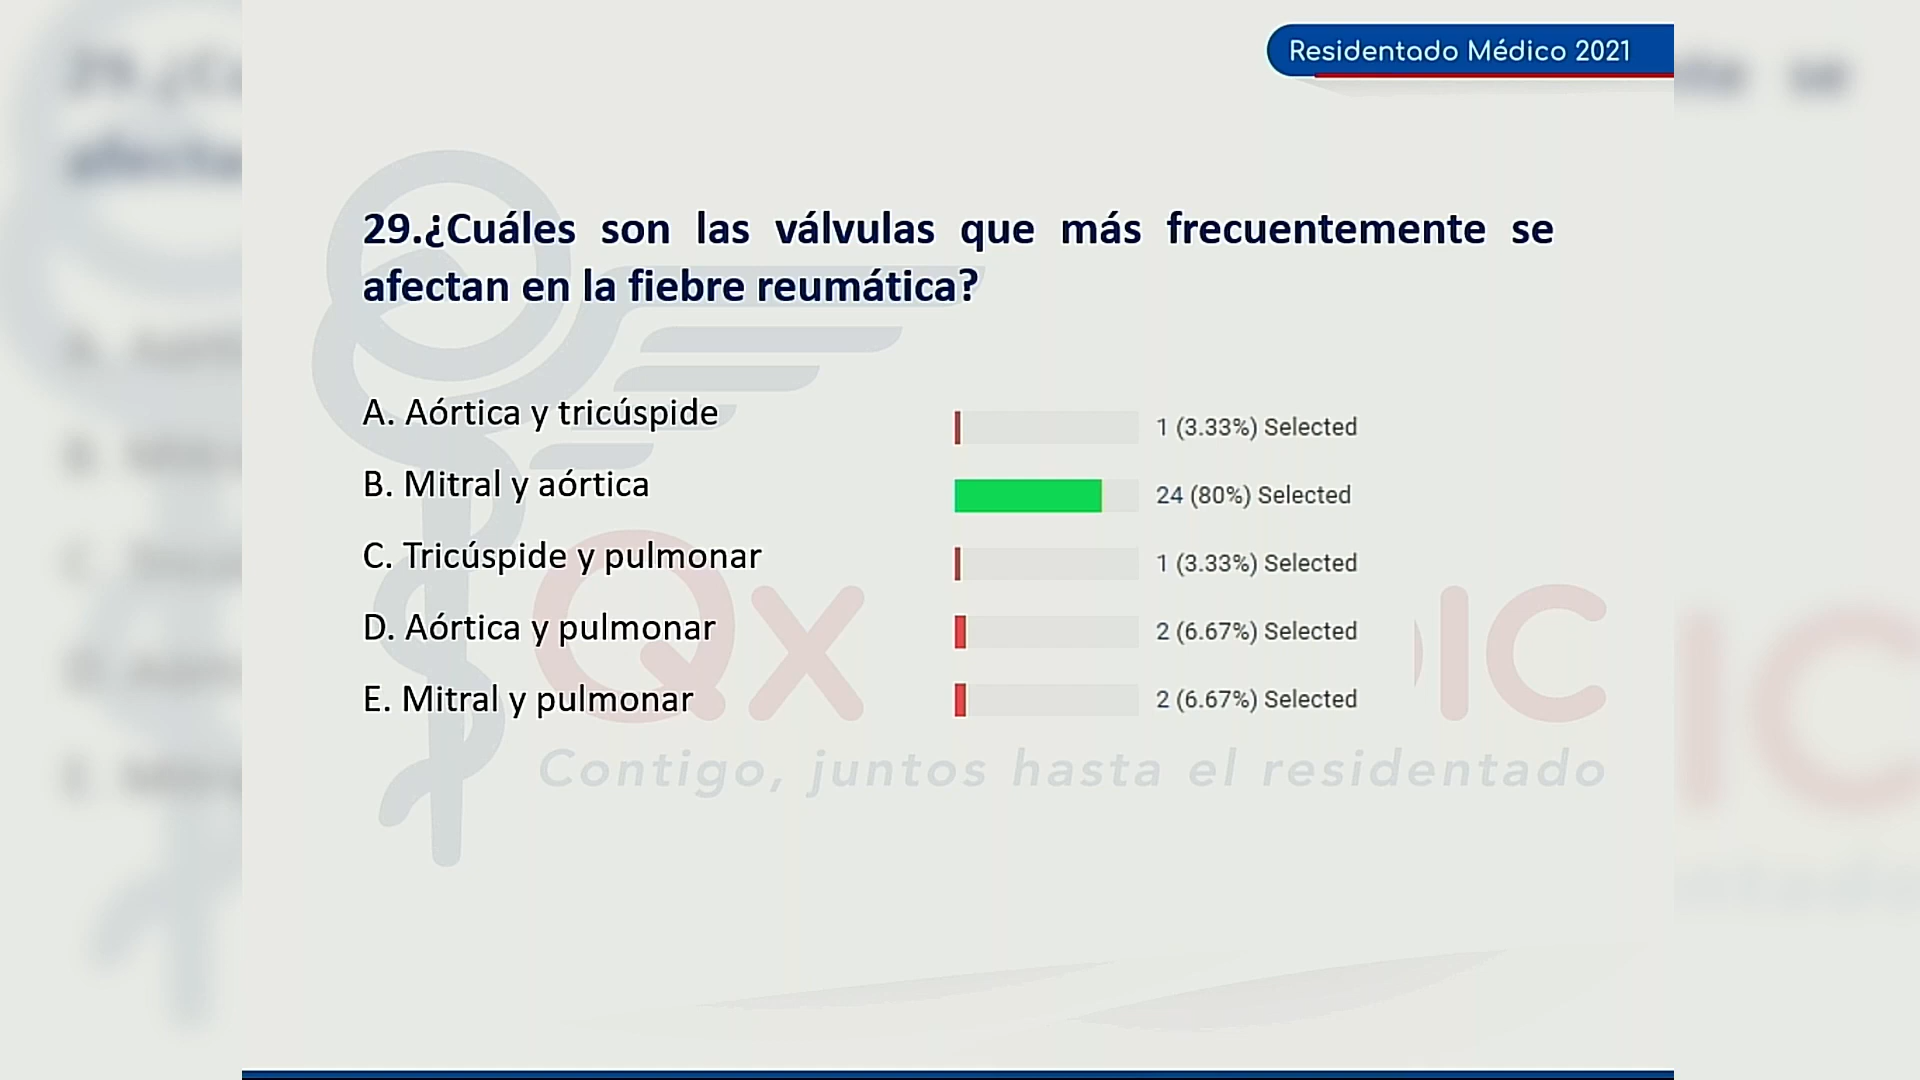 Residentado Médico 2021
29.¿Cuáles son las válvulas que más frecuentemente se
afectan en la fiebre reumática?
A. Aórtica y tricúspide
1 (3.33%) Selected
B. Mitral y aórtica
24 (80%) Selected
C. Tricúspide y pulmonar
1 (3.33%) Selected
D. Aórtica y pulmonar
2 (6.67%) Selected
E. Mitral y pulmonar
2 (6.67%) Selected
Qx IC
Contigo, juntos hasta el residentado